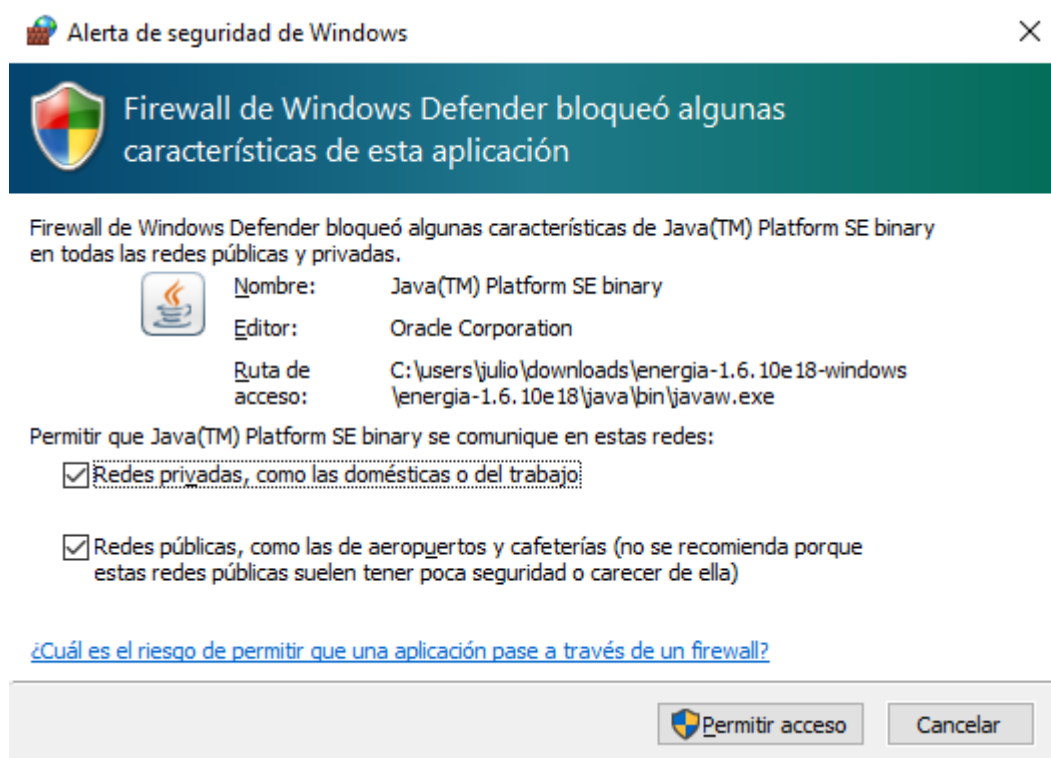 Alerta de seguridad de Windows
Firewall de Windows Defender bloqueó algunas
características de esta aplicación
Firewall de Windows Defender bloqueó algunas características de Java(TM) Platform SE binary
en todas las redes públicas y privadas.
Nombre: Java(TM) Platform SE binary
Editor: Oracle Corporation
Ruta de C:\users\julio\downloads\energia-1.6.10e18-windows
acceso: \energia-1.6.10e18\java\bin\javaw.exe
Permitir que Java(TM) Platform SE binary se comunique en estas redes:
Redes privadas, como las domésticas o del trabajo
Redes públicas, como las de aeropuertos y cafeterías (no se recomienda porque
estas redes públicas suelen tener poca seguridad o carecer de ella)
¿Cuál es el riesgo de permitir que una aplicación pase a través de un firewall?
Permitir acceso Cancelar